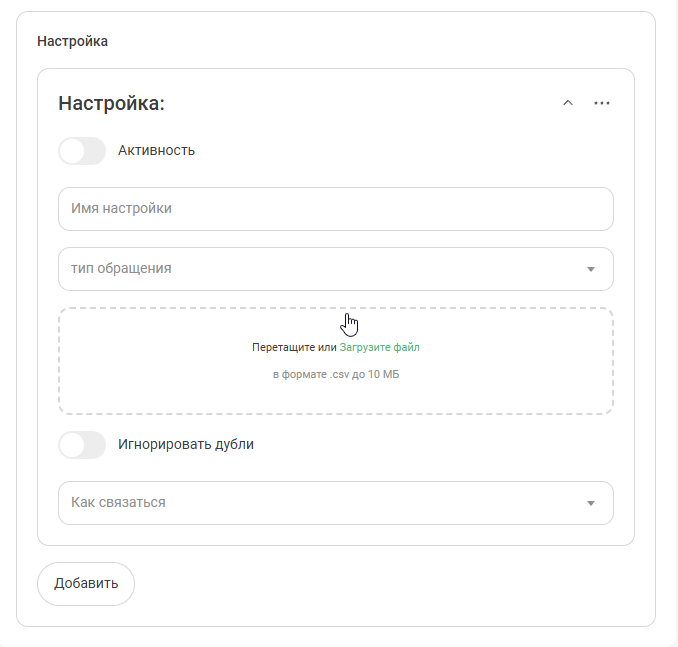 Настройка
Настройка:
Активность
Имя настройки
тип обращения
Перетащите или Загрузите файл
в формате .csv до 10 МБ
Игнорировать дубли
Как связаться
Добавить